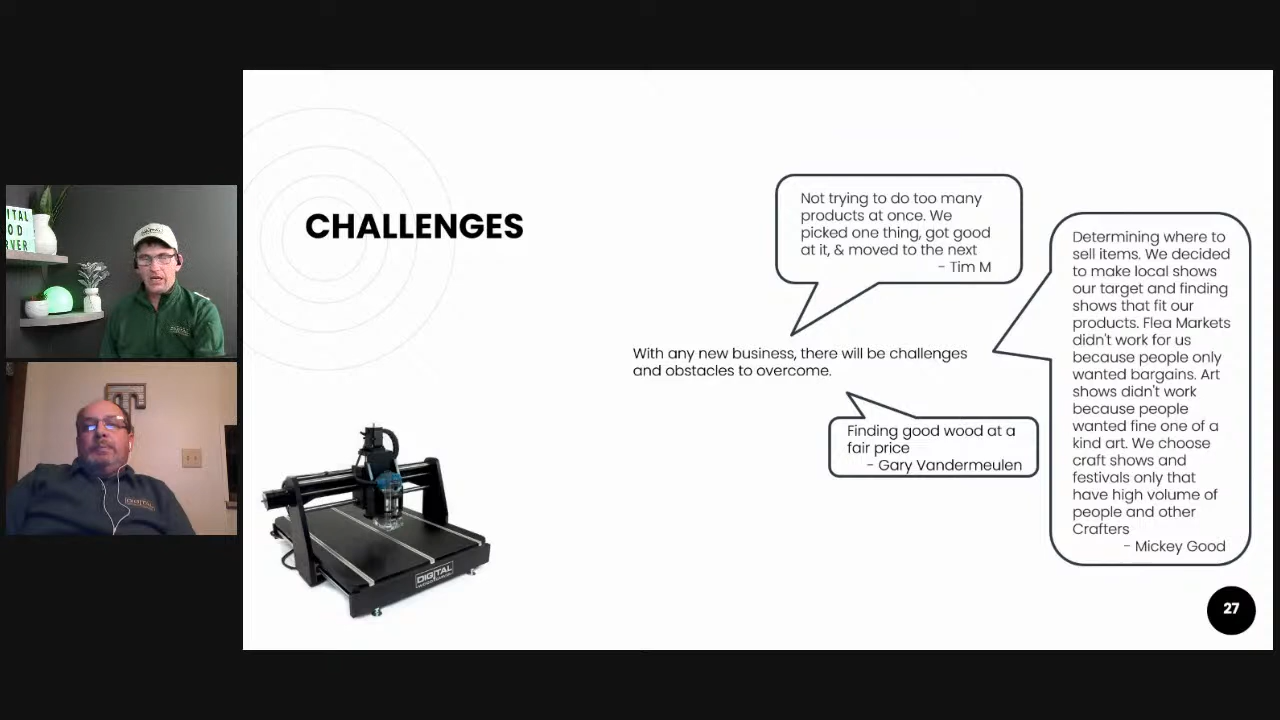 CHALLENGES
Not trying to do too many
products at once. We
picked one thing, got good
at it, & moved to the next
- Tim M
With any new business, there will be challenges
and obstacles to overcome.
Finding good wood at a
fair price
- Gary Vandermeulen
Determining where to
sell items. We decided
to make local shows
our target and finding
shows that fit our
products. Flea Markets
didn't work for us
because people only
wanted bargains. Art
shows didn't work
because people
wanted fine one of a
kind art. We choose
craft shows and
festivals only that
have high volume of
people and other
Crafters
- Mickey Good
27
DIGITAL